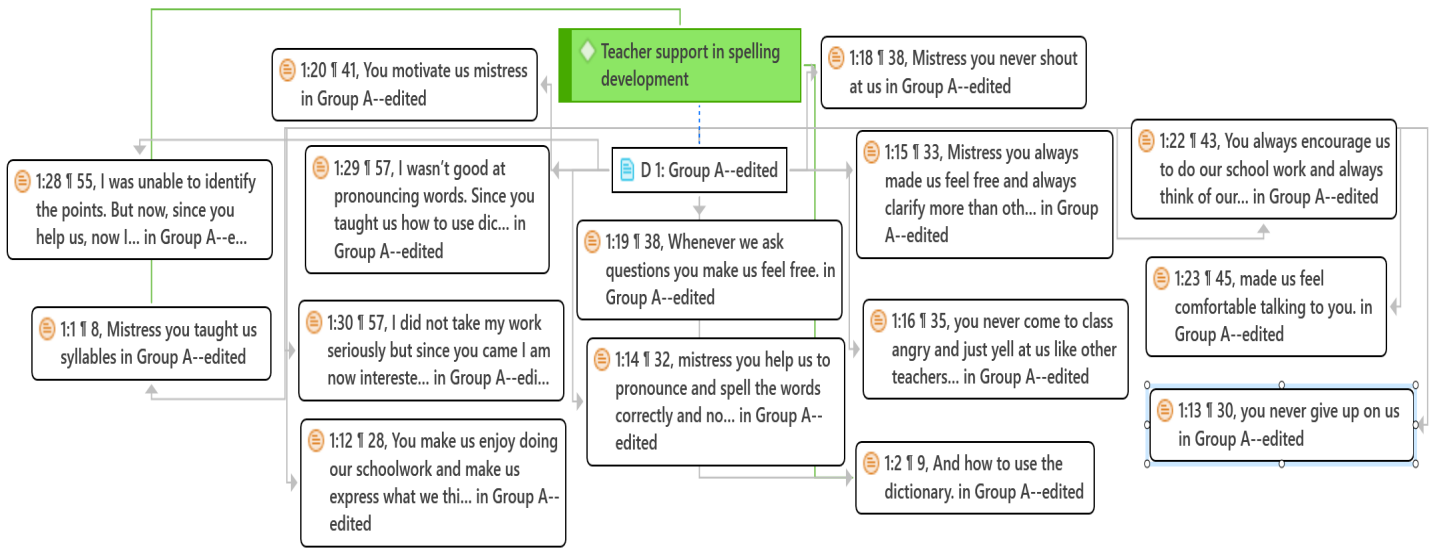 Teacher support in spelling
development
1:20 ¶ 41, You motivate us mistress
in Group A--edited
1:18 ¶ 38, Mistress you never shout
at us in Group A--edited
D 1: Group A--edited
1:28 ¶ 55, I was unable to identify
the points. But now, since you
help us, now I... in Group A--e...
1:29 ¶ 57, I wasn’t good at
pronouncing words. Since you
taught us how to use dic... in
Group A--edited
1:15 ¶ 33, Mistress you always
made us feel free and always
clarify more than oth... in Group
A--edited
1:22 ¶ 43, You always encourage us
to do our school work and always
think of our... in Group A--edited
1:19 ¶ 38, Whenever we ask
questions you make us feel free. in
Group A--edited
1:23 ¶ 45, made us feel
comfortable talking to you. in
Group A--edited
1:1 ¶ 8, Mistress you taught us
syllables in Group A--edited
1:30 ¶ 57, I did not take my work
seriously but since you came I am
now intereste... in Group A--edi...
1:14 ¶ 32, mistress you help us to
pronounce and spell the words
correctly and no... in Group A--
edited
1:16 ¶ 35, you never come to class
angry and just yell at us like other
teachers... in Group A--edited
1:13 ¶ 30, you never give up on us
in Group A--edited
1:12 ¶ 28, You make us enjoy doing
our schoolwork and make us
express what we thi... in Group A--
edited
1:2 ¶ 9, And how to use the
dictionary. in Group A--edited